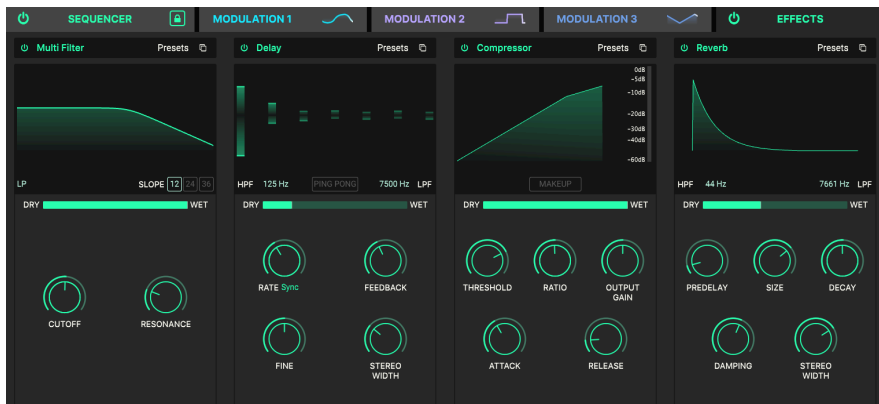 SEQUENCER
MODULATION 1
MODULATION 2
MODULATION 3
EFFECTS
Multi Filter Presets
Delay Presets
Compressor Presets
Reverb Presets
0dB
-5dB
-10dB
-20dB
-30dB
-40dB
-60dB
LP SLOPE 12 24 36
HPF 125 Hz PING PONG 7500 Hz LPF
MAKEUP
HPF 44 Hz 7661 Hz LPF
DRY WET
DRY WET
DRY WET
DRY WET
CUTOFF RESONANCE
RATE Sync FEEDBACK
FINE STEREO
WIDTH
THRESHOLD RATIO OUTPUT
GAIN
ATTACK RELEASE
PREDELAY SIZE DECAY
DAMPING STEREO
WIDTH